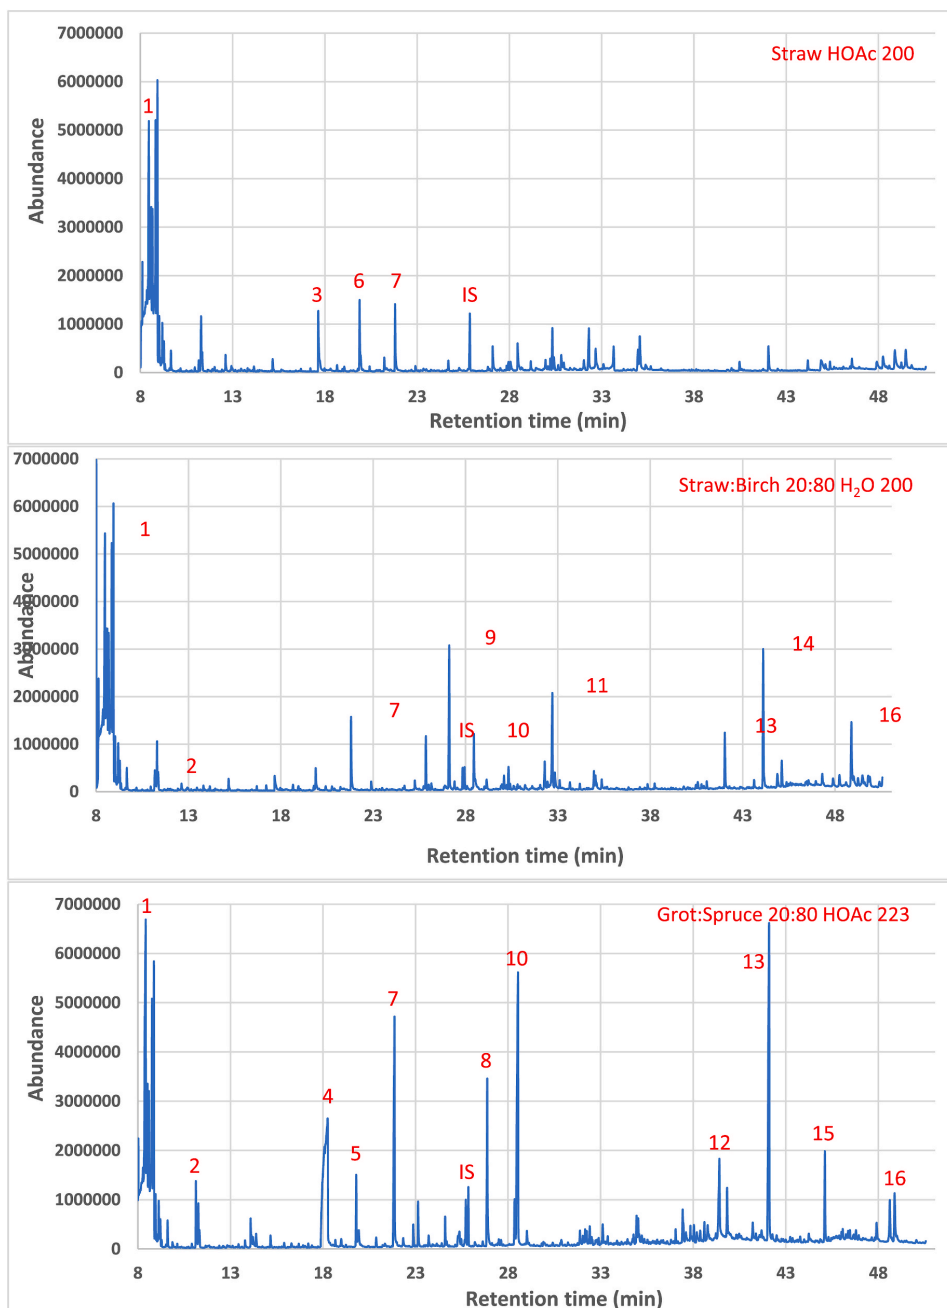 7000000
Straw HOAc 200
6000000
1
5000000
4000000
Abundance
3000000
2000000
3 6 7 IS
1000000
0
8 13 18 23 28 33 38 43 48
Retention time (min)
7000000
Straw:Birch 20:80 H₂O 200
6000000
1
5000000
4000000
Abundance
3000000
9 14
2000000
7 IS 10 11 13 16
1000000
2
0
8 13 18 23 28 33 38 43 48
Retention time (min)
7000000
1 Grot:Spruce 20:80 HOAc 223
6000000
10 13
5000000
7
4000000
Abundance
8
3000000
4
2000000
2 5 IS 12 15 16
1000000
0
8 13 18 23 28 33 38 43 48
Retention time (min)